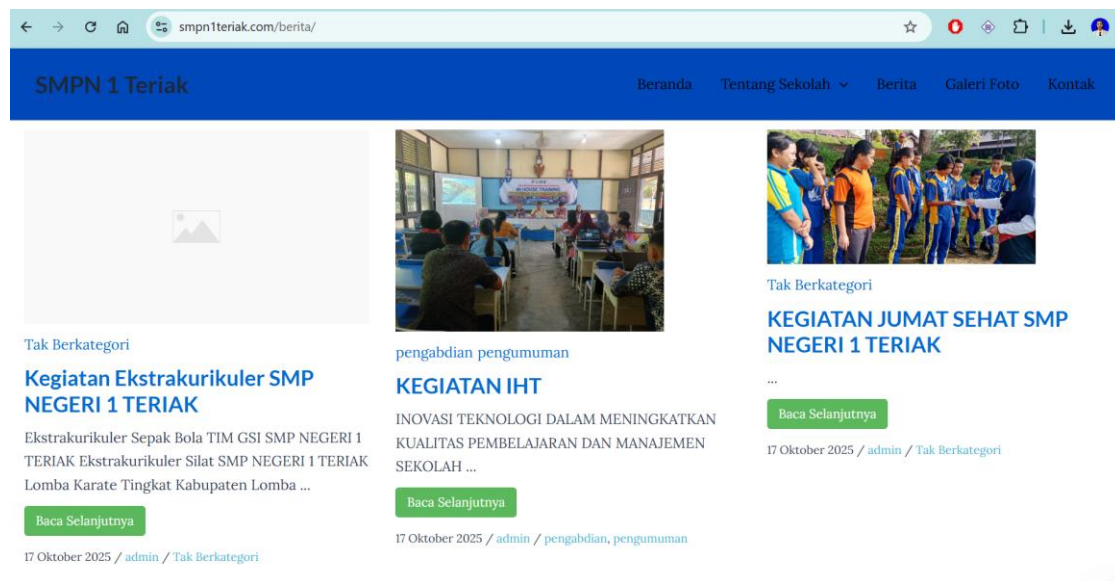 smpn1teriak.com/berita/
SMPN 1 Teriak
Beranda Tentang Sekolah Berita Galeri Foto Kontak
Tak Berkategori
Kegiatan Ekstrakurikuler SMP
NEGERI 1 TERIAK
Ekstrakurikuler Sepak Bola TIM GSI SMP NEGERI 1
TERIAK Ekstrakurikuler Silat SMP NEGERI 1 TERIAK
Lomba Karate Tingkat Kabupaten Lomba ...
Baca Selanjutnya
17 Oktober 2025 / admin / Tak Berkategori
IN HOUSE TRAINING
pengabdian pengumuman
KEGIATAN IHT
INOVASI TEKNOLOGI DALAM MENINGKATKAN
KUALITAS PEMBELAJARAN DAN MANAJEMEN
SEKOLAH ...
Baca Selanjutnya
17 Oktober 2025 / admin / pengabdian, pengumuman
Tak Berkategori
KEGIATAN JUMAT SEHAT SMP
NEGERI 1 TERIAK
...
Baca Selanjutnya
17 Oktober 2025 / admin / Tak Berkategori